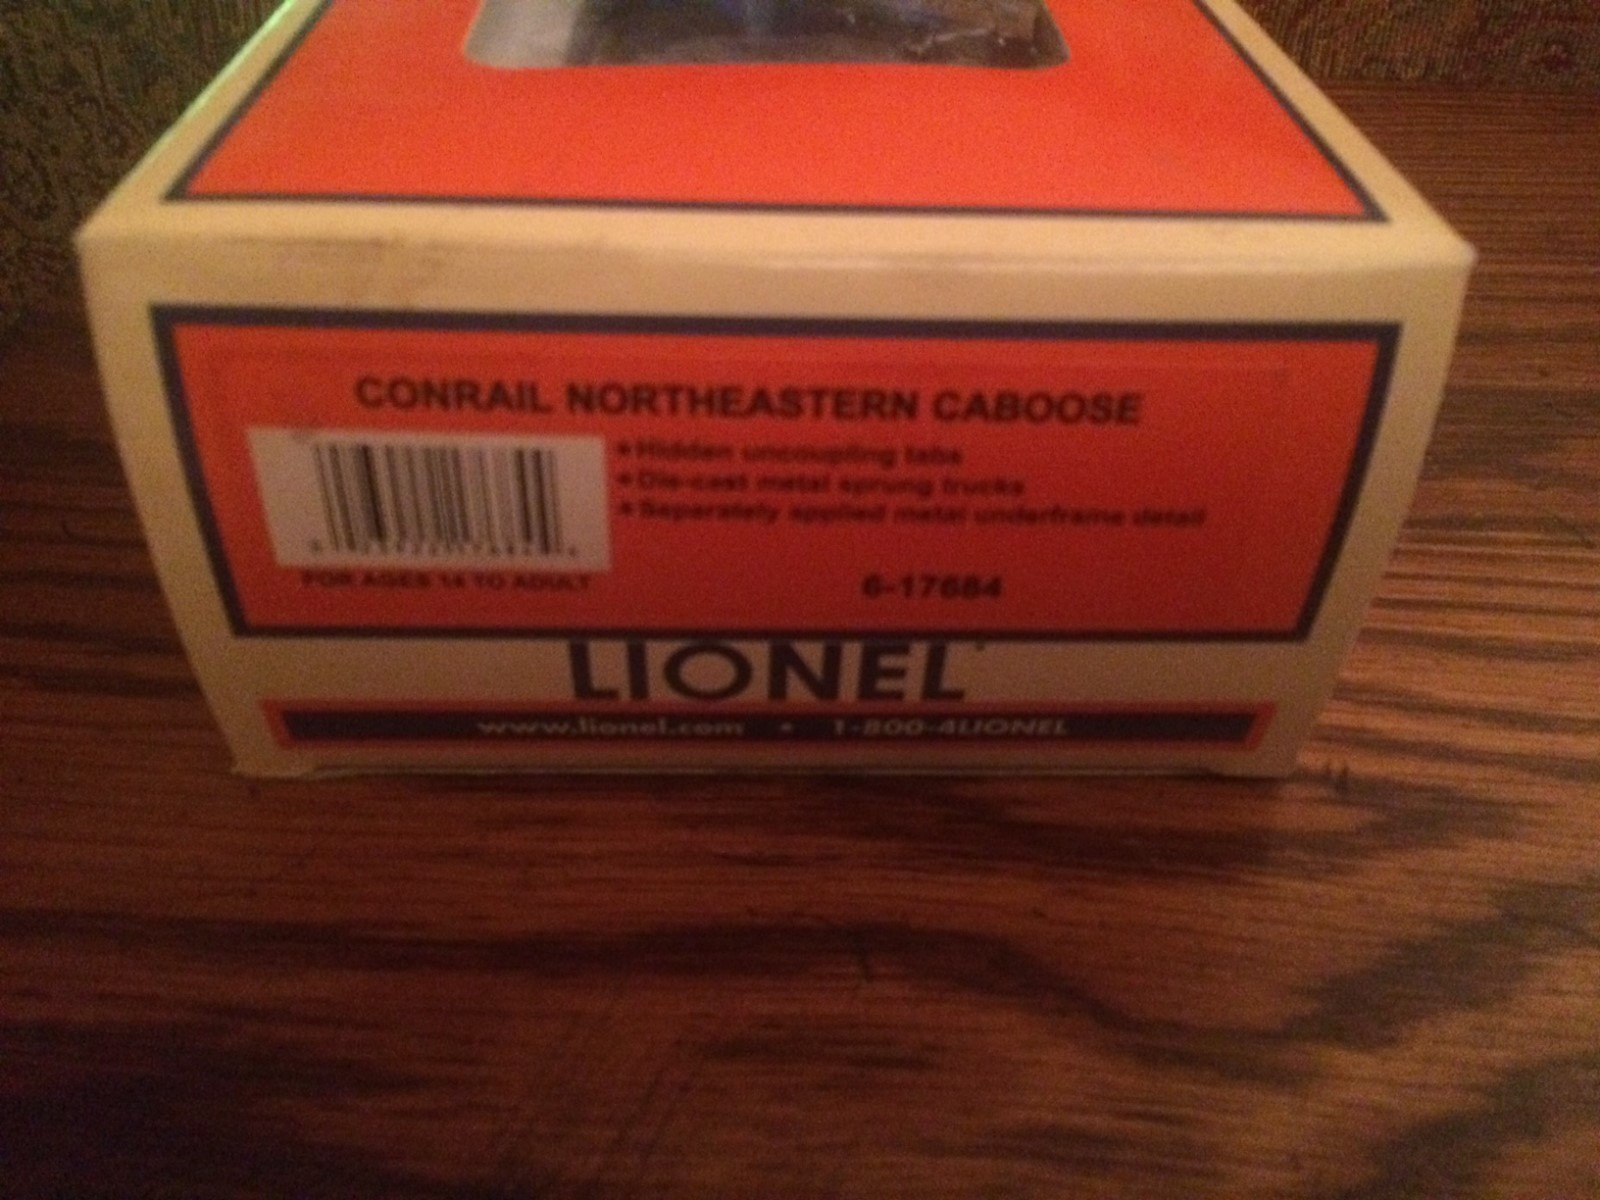 CONRAIL NORTHEASTERN CABOOSE
• Hidden uncoupling tabs
• Die-cast metal sprung trucks
• Separately applied metal underframe detail
FOR AGES 14 TO ADULT
6-17684
LIONEL
www.lionel.com • 1-800-4LIONEL